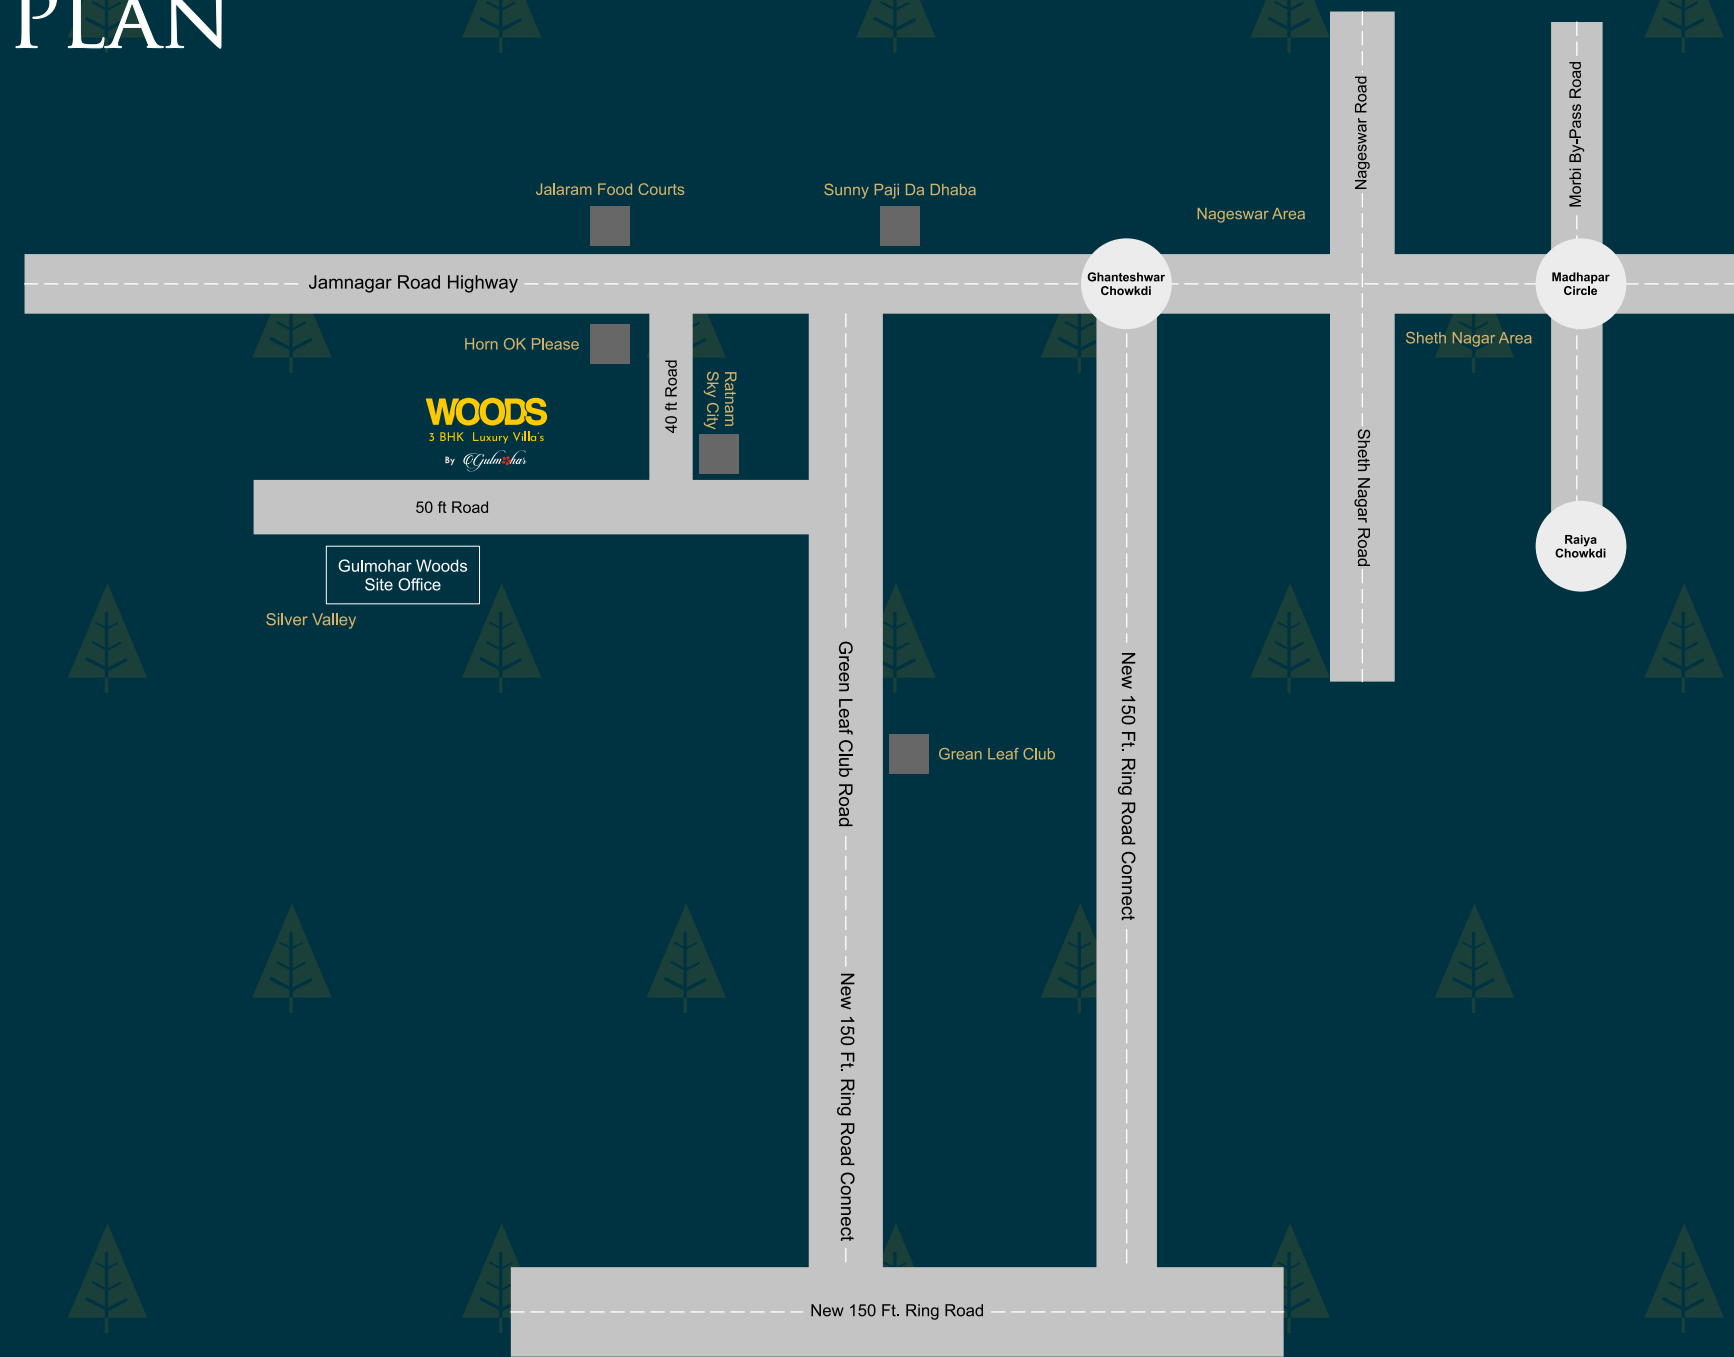 PLAN
Nageswar Road
Morbi By-Pass Road
Jalaram Food Courts
Sunny Paji Da Dhaba
Nageswar Area
Jamnagar Road Highway
Ghanteshwar
Chowkdi
Madhapar
Circle
Horn OK Please
40 ft Road
Ratnam
Sky City
Sheth Nagar Area
WOODS
3 BHK Luxury Villa's
By Gulmohar
Sheth Nagar Road
50 ft Road
Raiya
Chowkdi
Gulmohar Woods
Site Office
Silver Valley
Green Leaf Club Road
New 150 Ft. Ring Road Connect
Grean Leaf Club
New 150 Ft. Ring Road Connect
New 150 Ft. Ring Road